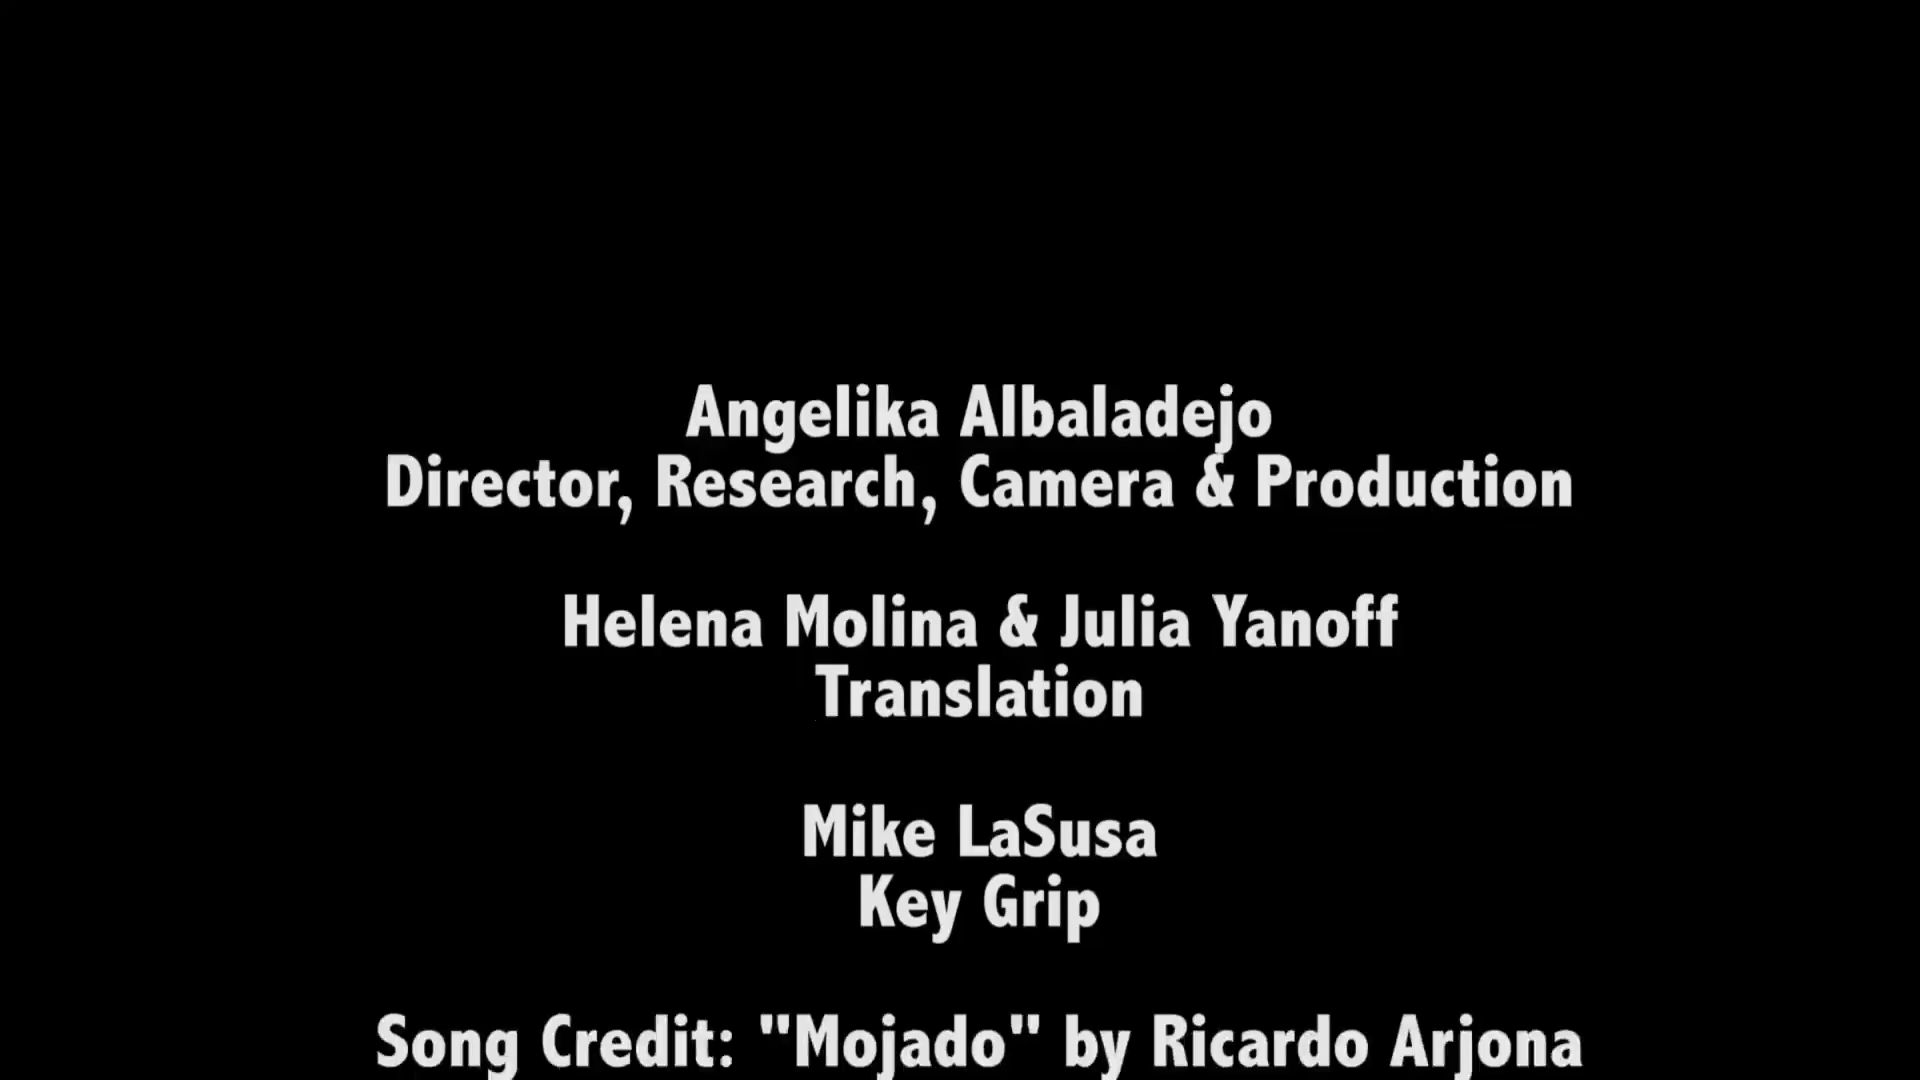 Angelika Albaladejo
Director, Research, Camera & Production
Helena Molina & Julia Yanoff
Translation
Mike LaSusa
Key Grip
Song Credit: "Mojado" by Ricardo Arjona